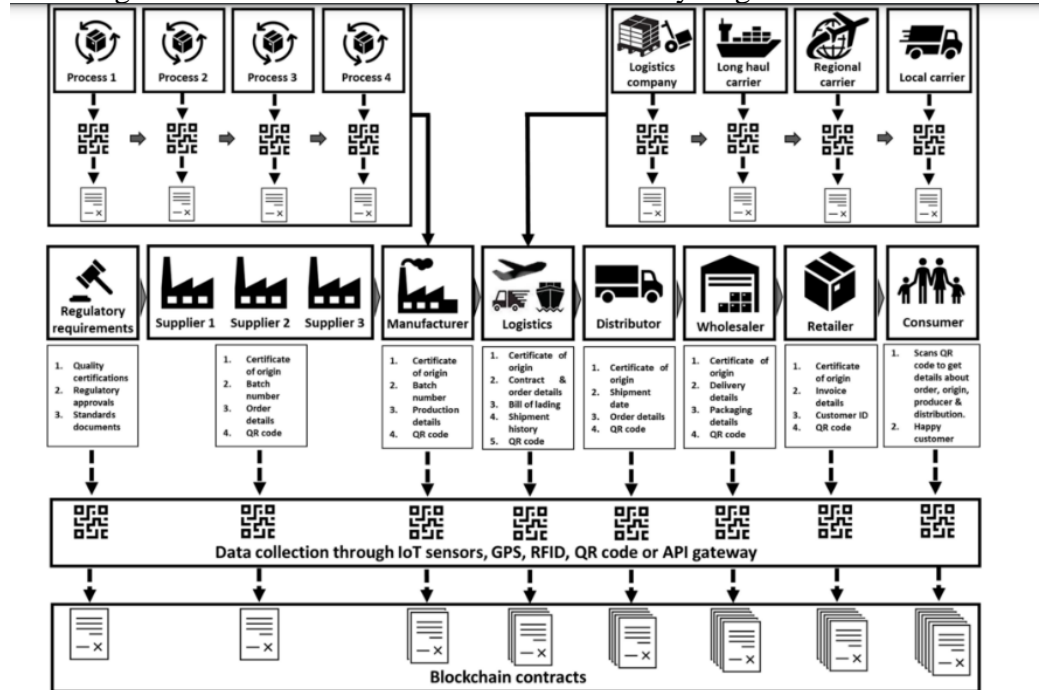 Process 1
Process 2
Process 3
Process 4
Logistics
company
Long haul
carrier
Regional
carrier
Local carrier
Regulatory
requirements
Supplier 1
Supplier 2
Supplier 3
Manufacturer
Logistics
Distributor
Wholesaler
Retailer
Consumer
1. Quality
certifications
2. Regulatory
approvals
3. Standards
documents
1. Certificate
of origin
2. Batch
number
3. Order
details
4. QR code
1. Certificate
of origin
2. Batch
number
3. Production
details
4. QR code
1. Certificate of
origin
2. Contract &
order details
3. Bill of lading
4. Shipment
history
5. QR code
1. Certificate of
origin
2. Shipment
date
3. Order details
4. QR code
1. Certificate of
origin
2. Delivery
details
3. Packaging
details
4. QR code
1. Certificate
of origin
2. Invoice
details
3. Customer ID
4. QR code
1. Scans QR
code to get
details about
order, origin,
producer &
distribution.
2. Happy
customer
Data collection through IoT sensors, GPS, RFID, QR code or API gateway
Blockchain contracts